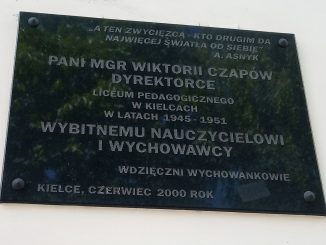 „A TEN ZWYCIĘZCĄ - KTO DRUGIM DA
NAJWIĘCEJ ŚWIATŁA OD SIEBIE"
A. ASNYK
PANI MGR WIKTORII CZAPÓW
DYREKTORCE
LICEUM PEDAGOGICZNEGO
W KIELCACH
W LATACH 1945 - 1951
WYBITNEMU NAUCZYCIELOWI
I WYCHOWAWCY
WDZIĘCZNI WYCHOWANKOWIE
KIELCE, CZERWIEC 2000 ROK